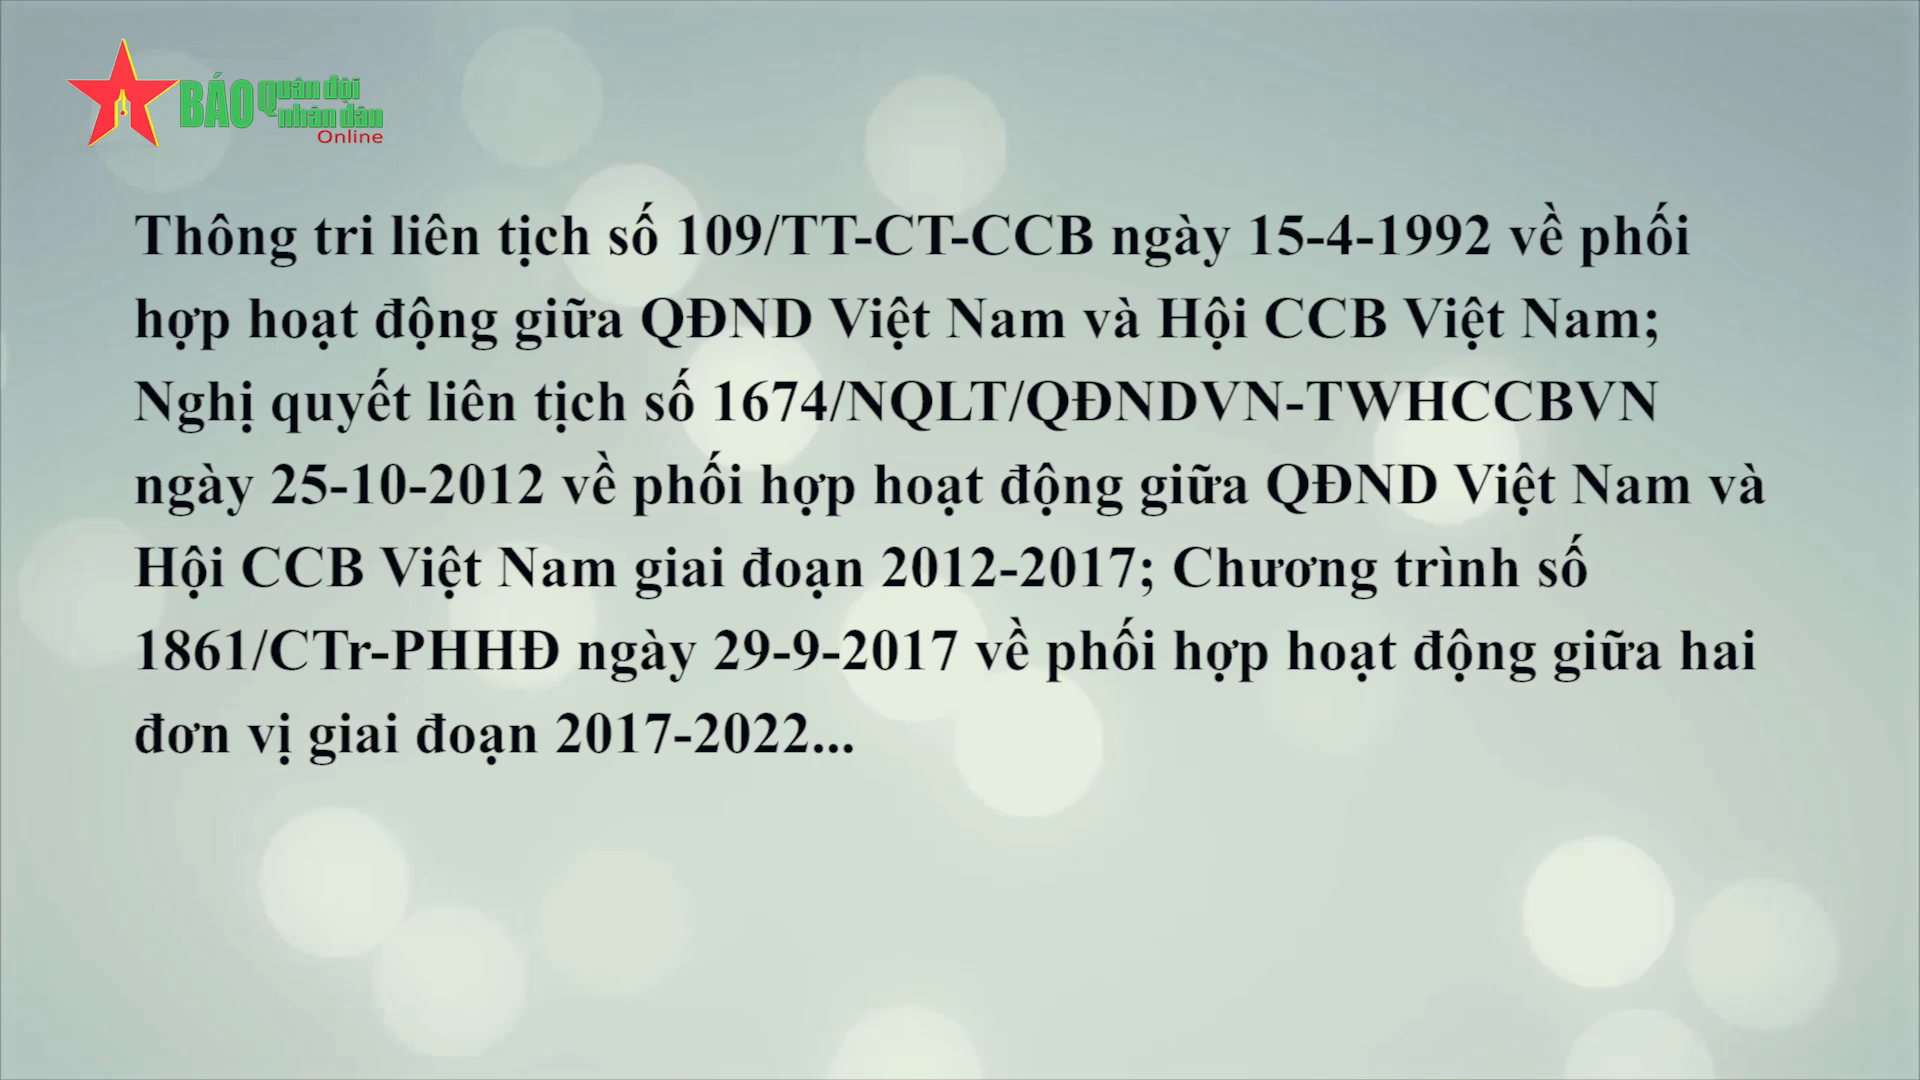 BÁO Quân đội
nhân dân
Online
Thông tri liên tịch số 109/TT-CT-CCB ngày 15-4-1992 về phối
hợp hoạt động giữa QĐND Việt Nam và Hội CCB Việt Nam;
Nghị quyết liên tịch số 1674/NQLT/QĐNDVN-TWHCCBVN
ngày 25-10-2012 về phối hợp hoạt động giữa QĐND Việt Nam và
Hội CCB Việt Nam giai đoạn 2012-2017; Chương trình số
1861/CTr-PHHĐ ngày 29-9-2017 về phối hợp hoạt động giữa hai
đơn vị giai đoạn 2017-2022...